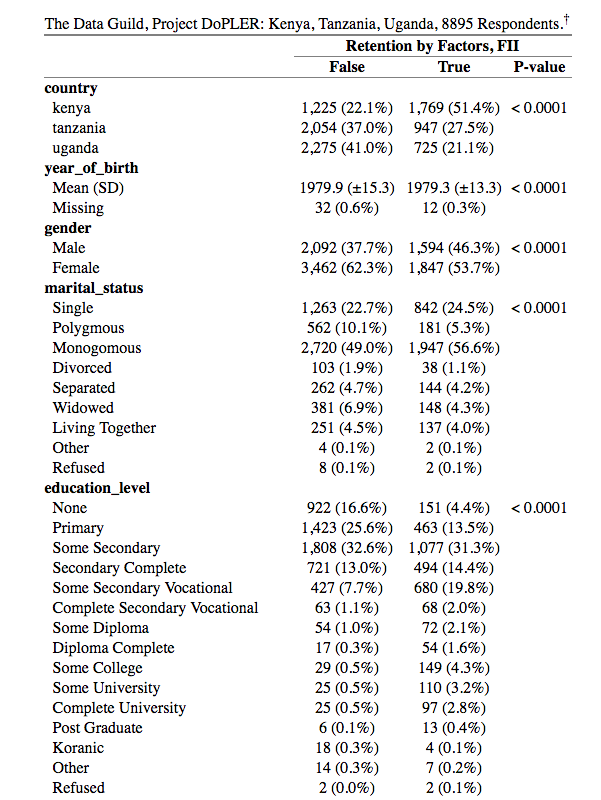 The Data Guild, Project DoPLER: Kenya, Tanzania, Uganda, 8895 Respondents.†
Retention by Factors, FII
False True P-value
country
kenya 1,225 (22.1%) 1,769 (51.4%) < 0.0001
tanzania 2,054 (37.0%) 947 (27.5%)
uganda 2,275 (41.0%) 725 (21.1%)
year_of_birth
Mean (SD) 1979.9 (±15.3) 1979.3 (±13.3) < 0.0001
Missing 32 (0.6%) 12 (0.3%)
gender
Male 2,092 (37.7%) 1,594 (46.3%) < 0.0001
Female 3,462 (62.3%) 1,847 (53.7%)
marital_status
Single 1,263 (22.7%) 842 (24.5%) < 0.0001
Polygmous 562 (10.1%) 181 (5.3%)
Monogomous 2,720 (49.0%) 1,947 (56.6%)
Divorced 103 (1.9%) 38 (1.1%)
Separated 262 (4.7%) 144 (4.2%)
Widowed 381 (6.9%) 148 (4.3%)
Living Together 251 (4.5%) 137 (4.0%)
Other 4 (0.1%) 2 (0.1%)
Refused 8 (0.1%) 2 (0.1%)
education_level
None 922 (16.6%) 151 (4.4%) < 0.0001
Primary 1,423 (25.6%) 463 (13.5%)
Some Secondary 1,808 (32.6%) 1,077 (31.3%)
Secondary Complete 721 (13.0%) 494 (14.4%)
Some Secondary Vocational 427 (7.7%) 680 (19.8%)
Complete Secondary Vocational 63 (1.1%) 68 (2.0%)
Some Diploma 54 (1.0%) 72 (2.1%)
Diploma Complete 17 (0.3%) 54 (1.6%)
Some College 29 (0.5%) 149 (4.3%)
Some University 25 (0.5%) 110 (3.2%)
Complete University 25 (0.5%) 97 (2.8%)
Post Graduate 6 (0.1%) 13 (0.4%)
Koranic 18 (0.3%) 4 (0.1%)
Other 14 (0.3%) 7 (0.2%)
Refused 2 (0.0%) 2 (0.1%)